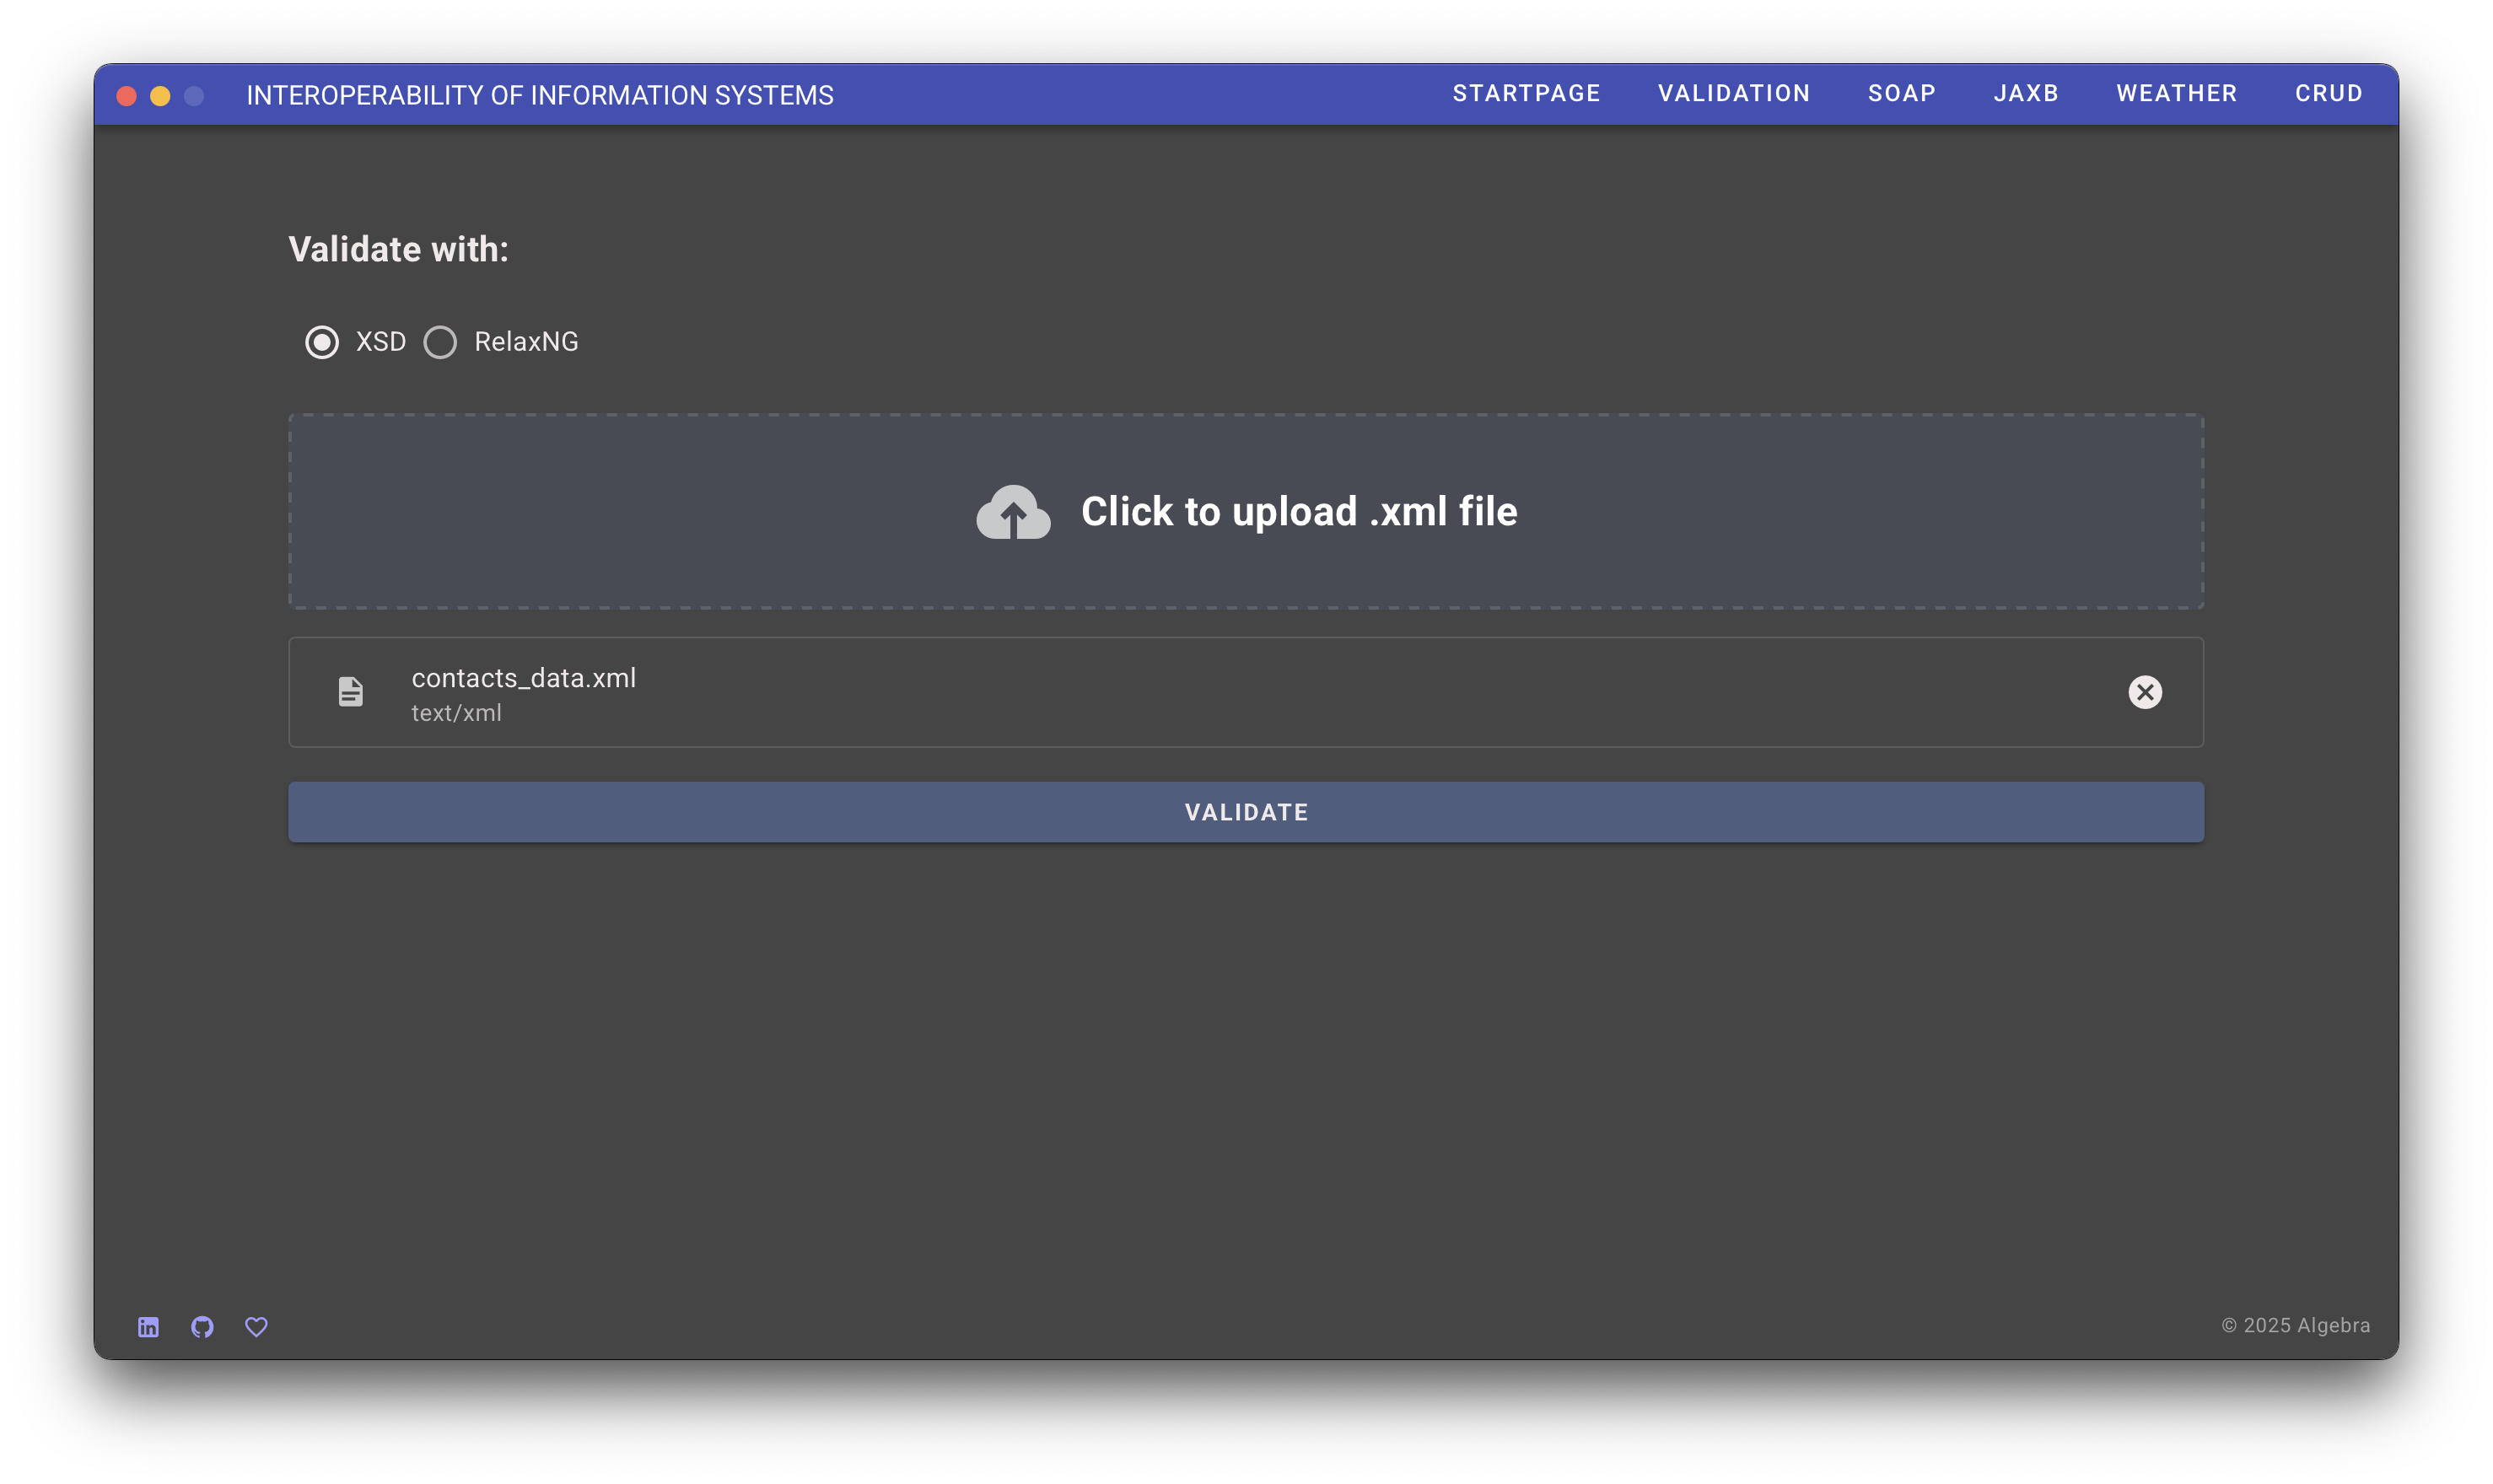 INTEROPERABILITY OF INFORMATION SYSTEMS
STARTPAGE VALIDATION SOAP JAXB WEATHER CRUD
Validate with:
XSD RelaxNG
Click to upload .xml file
contacts_data.xml
text/xml
VALIDATE
© 2025 Algebra